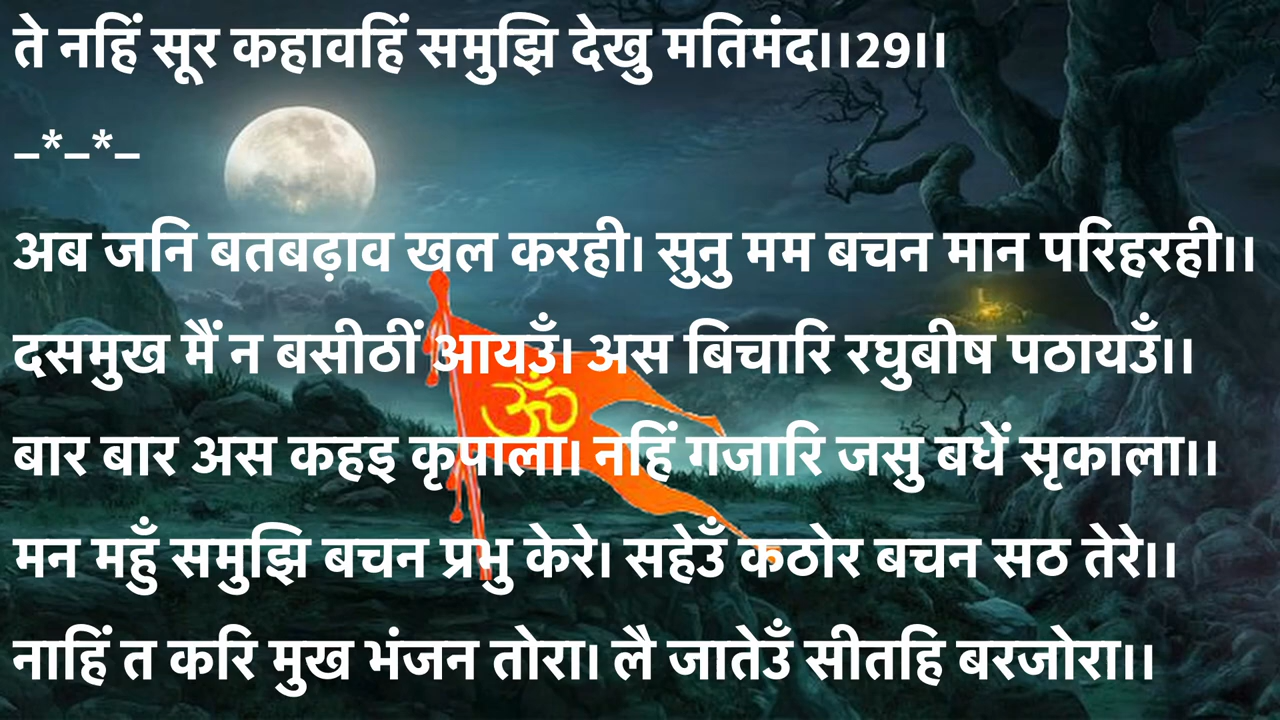 ते नहिं सूर कहावहिं समुझि देखु मतिमंद।।29।।
–*–*–
अब जनि बतबढ़ाव खल करही। सुनु मम बचन मान परिहरही।।
दसमुख मैं न बसीठीं आयउँ। अस बिचारि रघुबीष पठायउँ।।
बार बार अस कहइ कृपाला। नहिं गजारि जसु बधें सृकाला।।
मन महुँ समुझि बचन प्रभु केरे। सहेउँ कठोर बचन सठ तेरे।।
नाहिं त करि मुख भंजन तोरा। लै जातेउँ सीतहि बरजोरा।।
ॐ